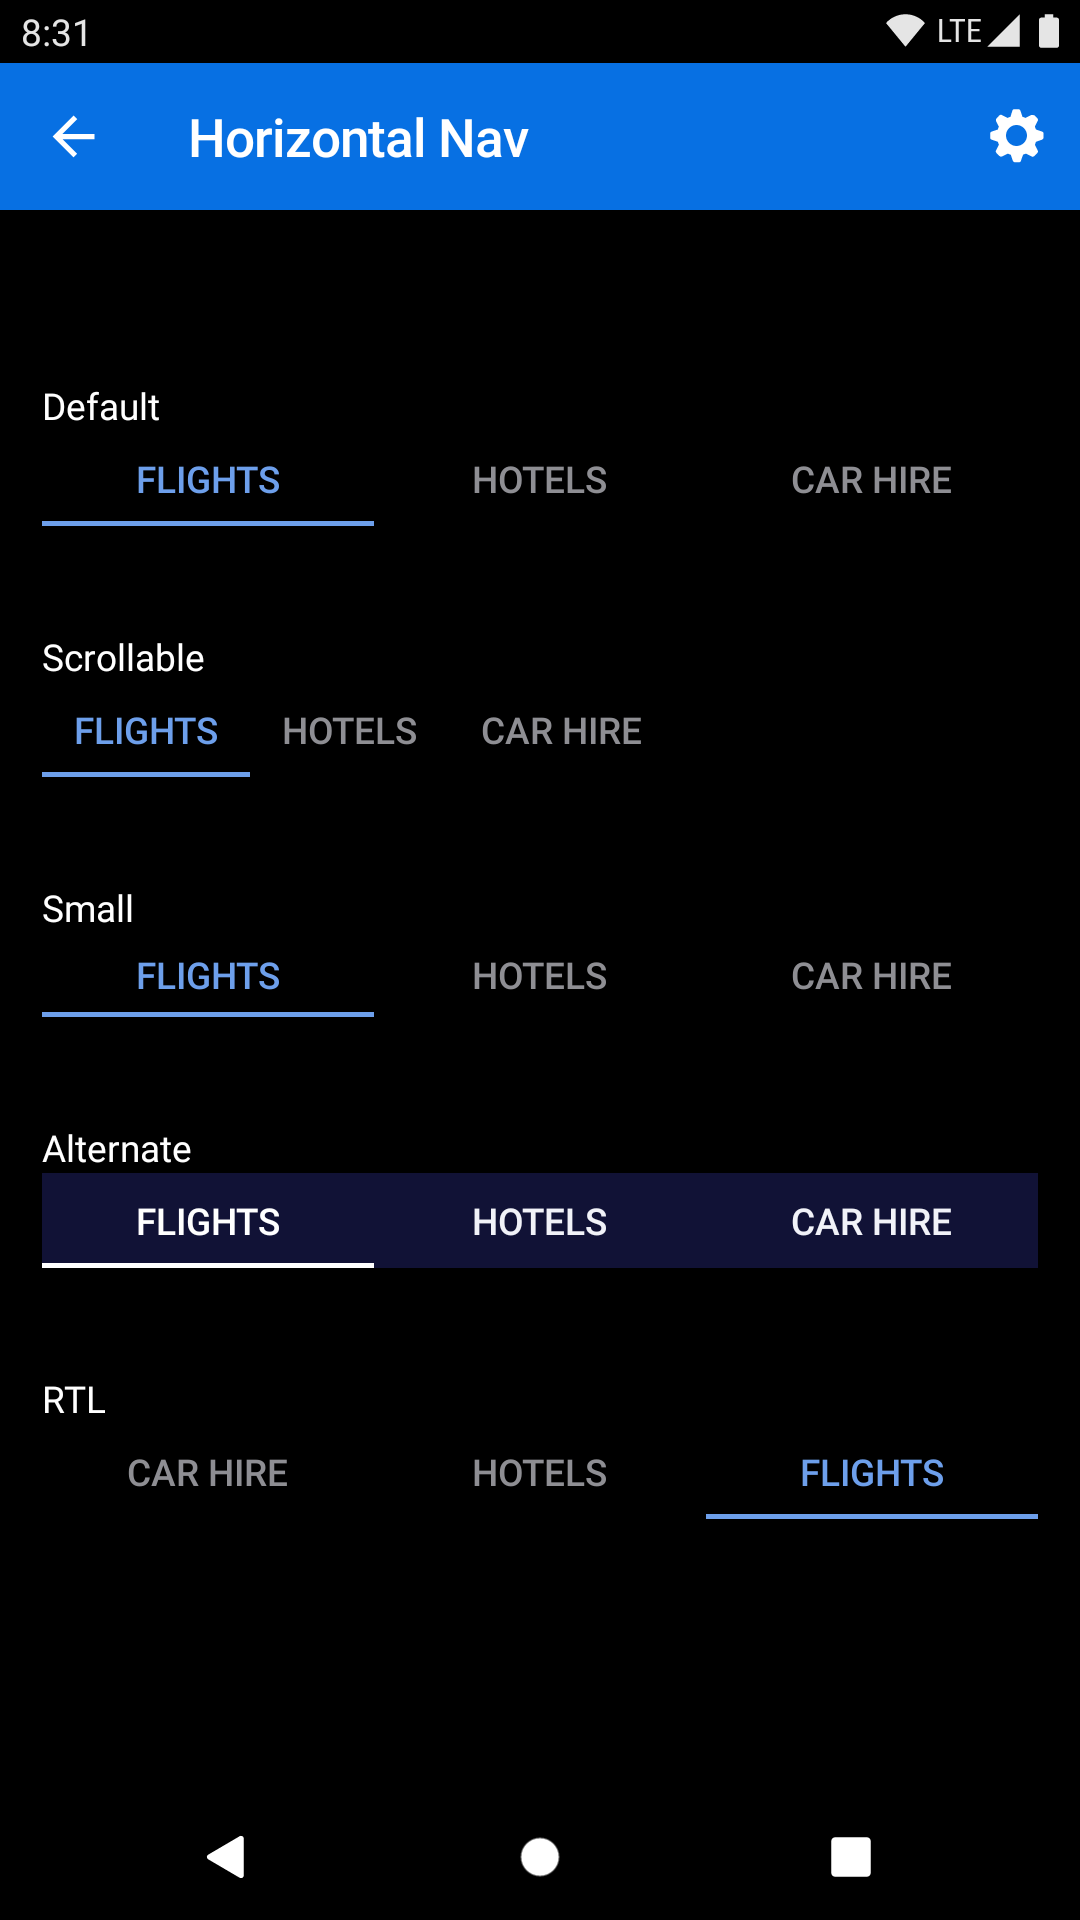 8:31 LTE
Horizontal Nav
Default
FLIGHTS HOTELS CAR HIRE
Scrollable
FLIGHTS HOTELS CAR HIRE
Small
FLIGHTS HOTELS CAR HIRE
Alternate
FLIGHTS HOTELS CAR HIRE
RTL
CAR HIRE HOTELS FLIGHTS